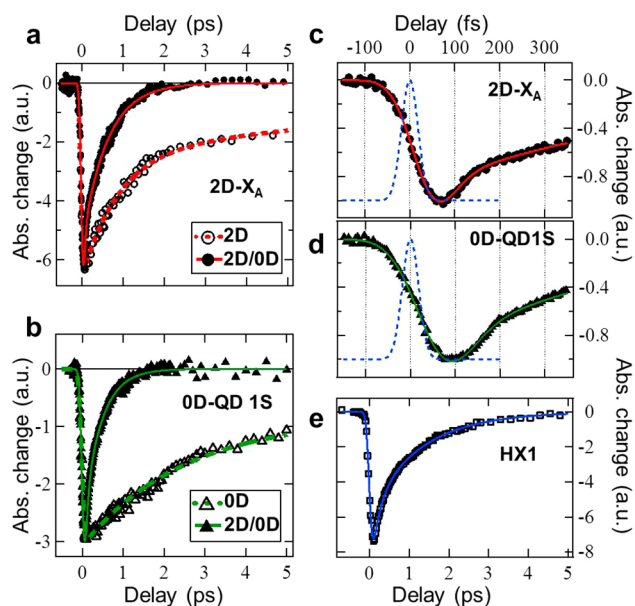 a
Delay (ps)
0 1 2 3 4 5
Abs. change (a.u.)
0
-2
-4
-6
2D-XA
2D
2D/0D
b
Abs. change (a.u.)
0
-1
-2
-3
0D-QD 1S
0D
2D/0D
0 1 2 3 4 5
Delay (ps)
c
Delay (fs)
-100 0 100 200 300
2D-XA
0.0
-0.4
-0.8
Abs. change (a.u.)
d
0D-QD1S
0.0
-0.4
-0.8
e
HX1
0
-2
-4
-6
-8
Abs. change (a.u.)
0 1 2 3 4 5
Delay (ps)